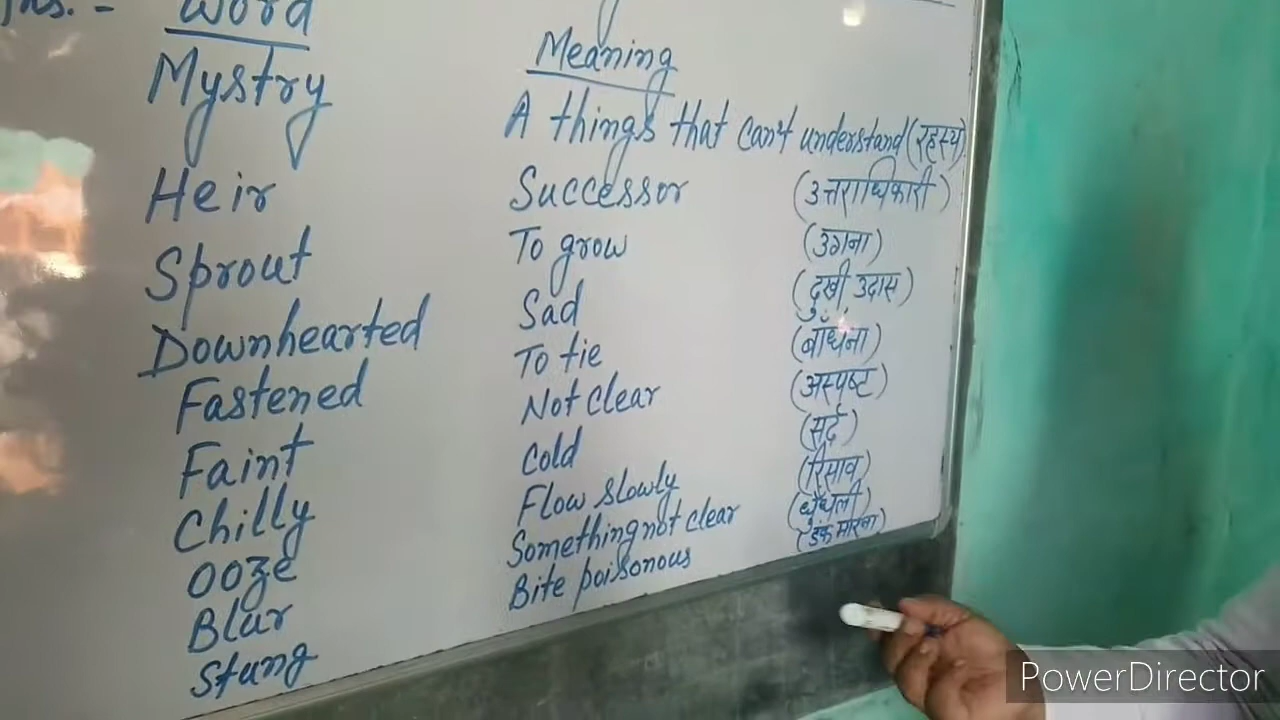 Ans. - Word Meaning
Mystry A things that can't understand (रहस्य).
Heir Successor (उत्तराधिकारी)
Sprout To grow (उगना)
Downhearted Sad (दुखी, उदास)
Fastened To tie (बाँधना)
Faint Not clear (अस्पष्ट)
Chilly Cold (सर्द)
Ooze Flow slowly (रिसाव)
Blur Something not clear (धुँधली)
Stung Bite poisonous (डंक मारना)
PowerDirector